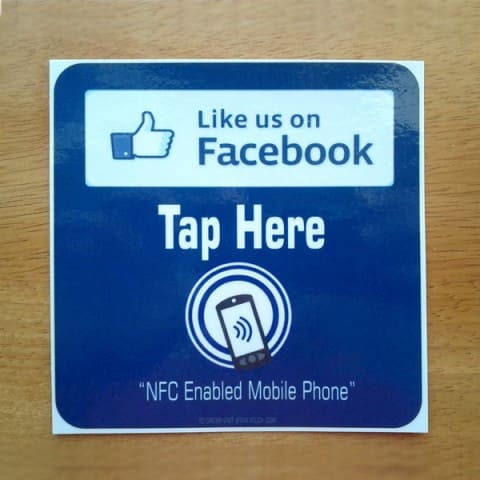 Like us on
Facebook
Tap Here
“NFC Enabled Mobile Phone”